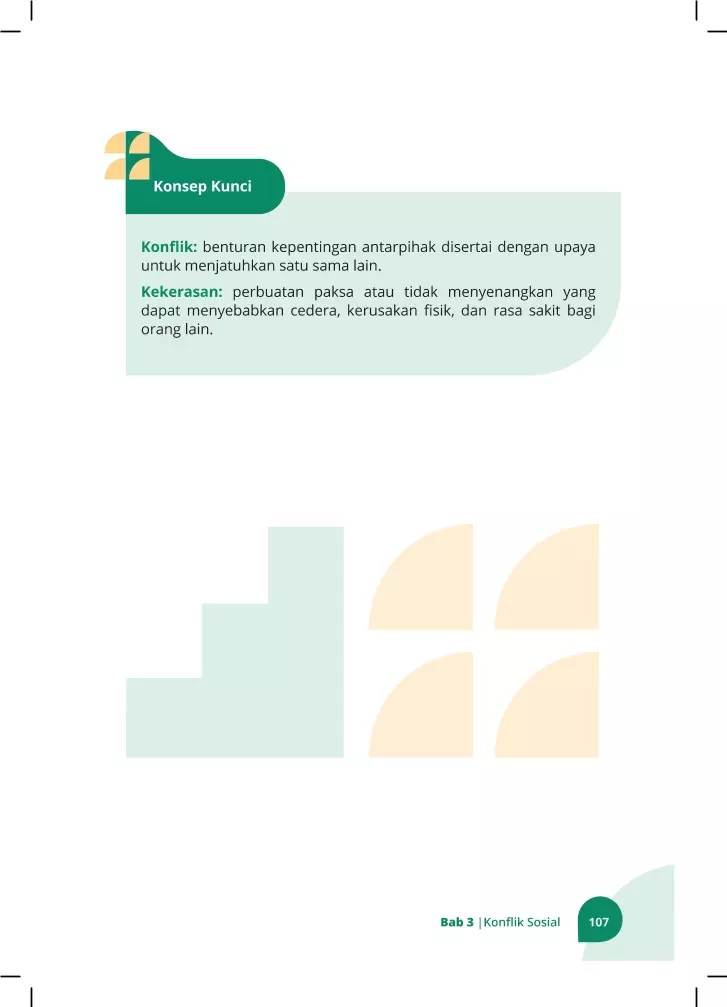 Konsep Kunci
Konflik: benturan kepentingan antarpihak disertai dengan upaya
untuk menjatuhkan satu sama lain.
Kekerasan: perbuatan paksa atau tidak menyenangkan yang
dapat menyebabkan cedera, kerusakan fisik, dan rasa sakit bagi
orang lain.
Bab 3 |Konflik Sosial 107